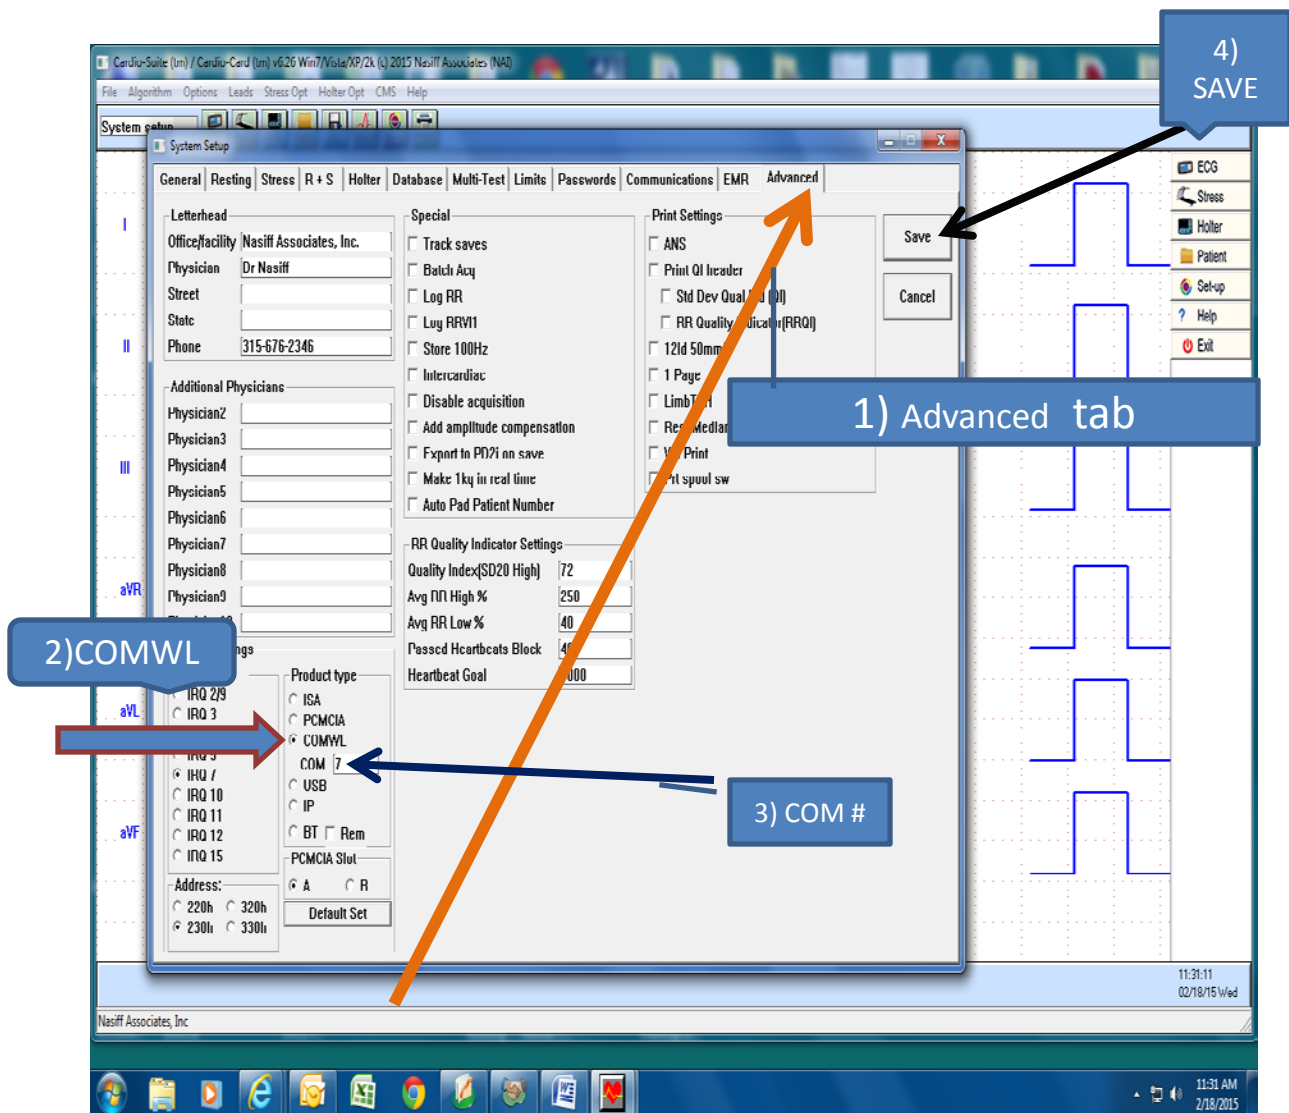 4)
SAVE
Cardio-Suite (tm) / Cardio-Card (tm) v6.26 Win7/Vista/XP/2k (c) 2015 Nasiff Associates (NAI)
File Algorithm Options Leads Stress Opt Holter Opt CMS Help
System setup
System Setup
General Resting Stress R + S Holter Database Multi-Test Limits Passwords Communications EMR Advanced
Letterhead
Office/facility Nasiff Associates, Inc.
Physician Dr Nasiff
Street
State
Phone 315-676-2346
Additional Physicians
Physician2
Physician3
Physician4
Physician5
Physician6
Physician7
Physician8
Physician9
2)COMWL
IRQ 2/9
IRQ 3
IRQ 7
IRQ 10
IRQ 11
IRQ 12
IRQ 15
Address:
220h 320h
230h 330h
Product type
ISA
PCMCIA
COMWL
COM 7
USB
IP
BT Rem
PCMCIA Slot
A B
Default Set
Special
Track saves
Batch Acq
Log RR
Log RRVI1
Store 100Hz
Intercardiac
Disable acquisition
Add amplitude compensation
Export to PD2i on save
Make 1kq in real time
Auto Pad Patient Number
RR Quality Indicator Settings
Quality Index(SD20 High) 72
Avg RR High % 250
Avg RR Low % 40
Passed Heartbeats Block
Heartbeat Goal
Print Settings
ANS
Print QI header
Std Dev Qual (QI)
RR Quality Indicator(RRQI)
12ld 50mm
1 Page
Print
Prt spool sw
Save
Cancel
1) Advanced tab
3) COM #
I
II
III
aVR
aVL
aVF
ECG
Stress
Holter
Patient
Set-up
? Help
Exit
11:31:11
02/18/15 Wed
Nasiff Associates, Inc
11:31 AM
2/18/2015